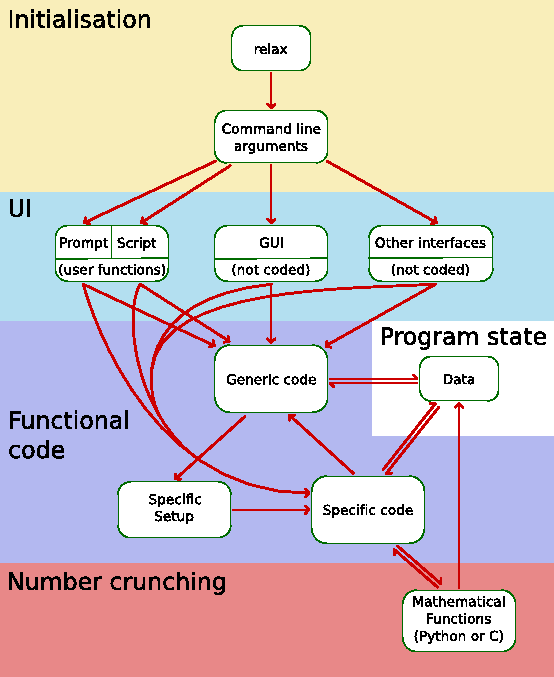 Initialisation
relax
Command line
arguments
UI
Prompt Script
(user functions)
GUI
(not coded)
Other interfaces
(not coded)
Program state
Generic code
Data
Functional
code
Specific
Setup
Specific code
Number crunching
Mathematical
Functions
(Python or C)